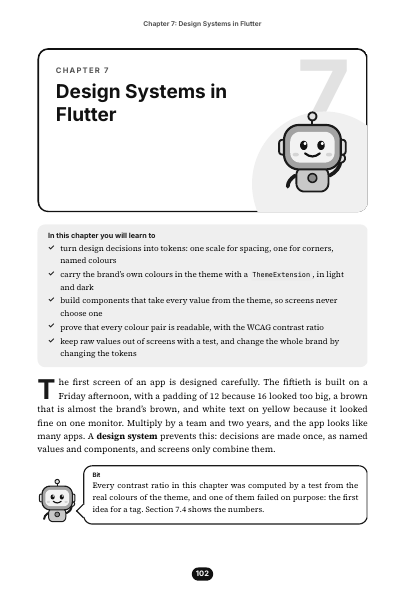 Chapter 7: Design Systems in Flutter
CHAPTER 7
7
Design Systems in
Flutter
In this chapter you will learn to
✓ turn design decisions into tokens: one scale for spacing, one for corners,
named colours
✓ carry the brand's own colours in the theme with a ThemeExtension, in light
and dark
✓ build components that take every value from the theme, so screens never
choose one
✓ prove that every colour pair is readable, with the WCAG contrast ratio
✓ keep raw values out of screens with a test, and change the whole brand by
changing the tokens
The first screen of an app is designed carefully. The fiftieth is built on a
Friday afternoon, with a padding of 12 because 16 looked too big, a brown
that is almost the brand's brown, and white text on yellow because it looked
fine on one monitor. Multiply by a team and two years, and the app looks like
many apps. A design system prevents this: decisions are made once, as named
values and components, and screens only combine them.
Bit
Every contrast ratio in this chapter was computed by a test from the
real colours of the theme, and one of them failed on purpose: the first
idea for a tag. Section 7.4 shows the numbers.
102